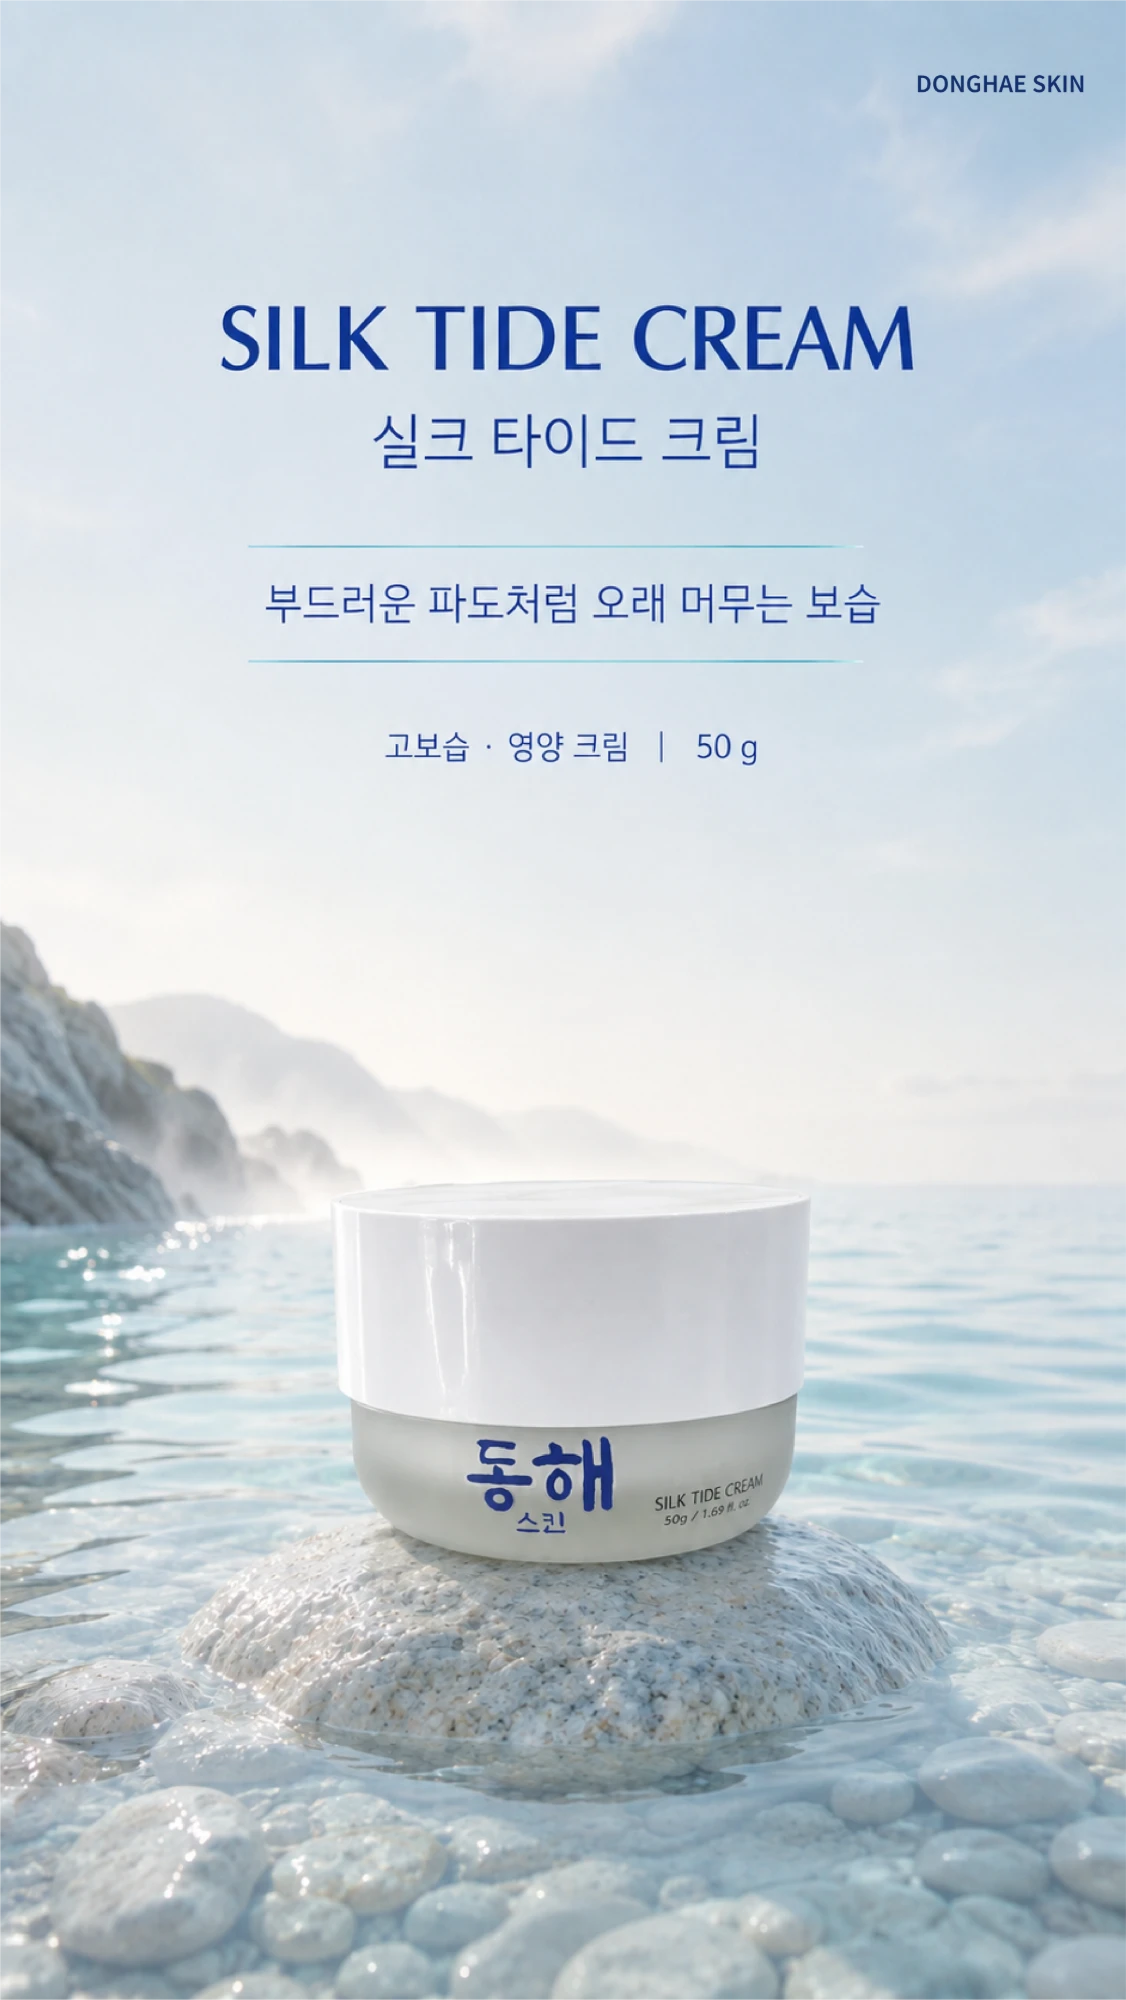 DONGHAE SKIN
SILK TIDE CREAM
실크 타이드 크림
부드러운 파도처럼 오래 머무는 보습
고보습 · 영양 크림 | 50 g
동해
스킨
SILK TIDE CREAM
50g / 1.69 fl. oz.